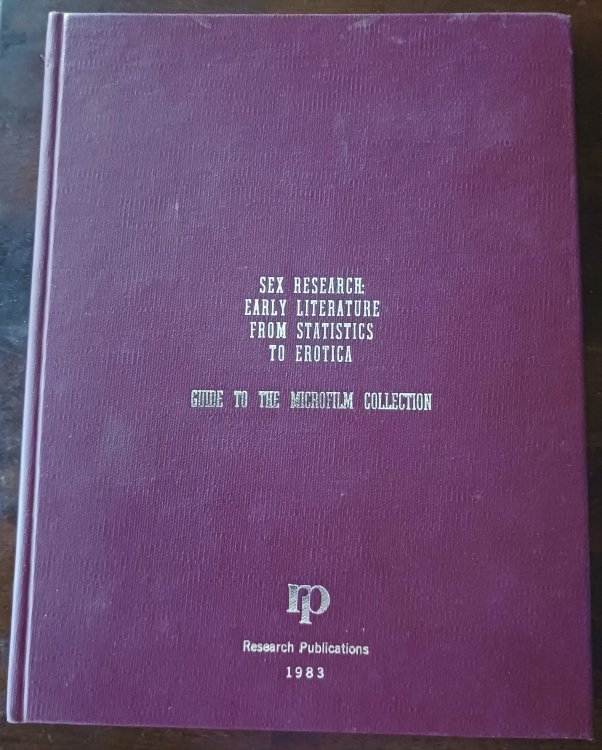 SEX RESEARCH:
EARLY LITERATURE
FROM STATISTICS
TO EROTICA
GUIDE TO THE MICROFILM COLLECTION
rp
Research Publications
1983